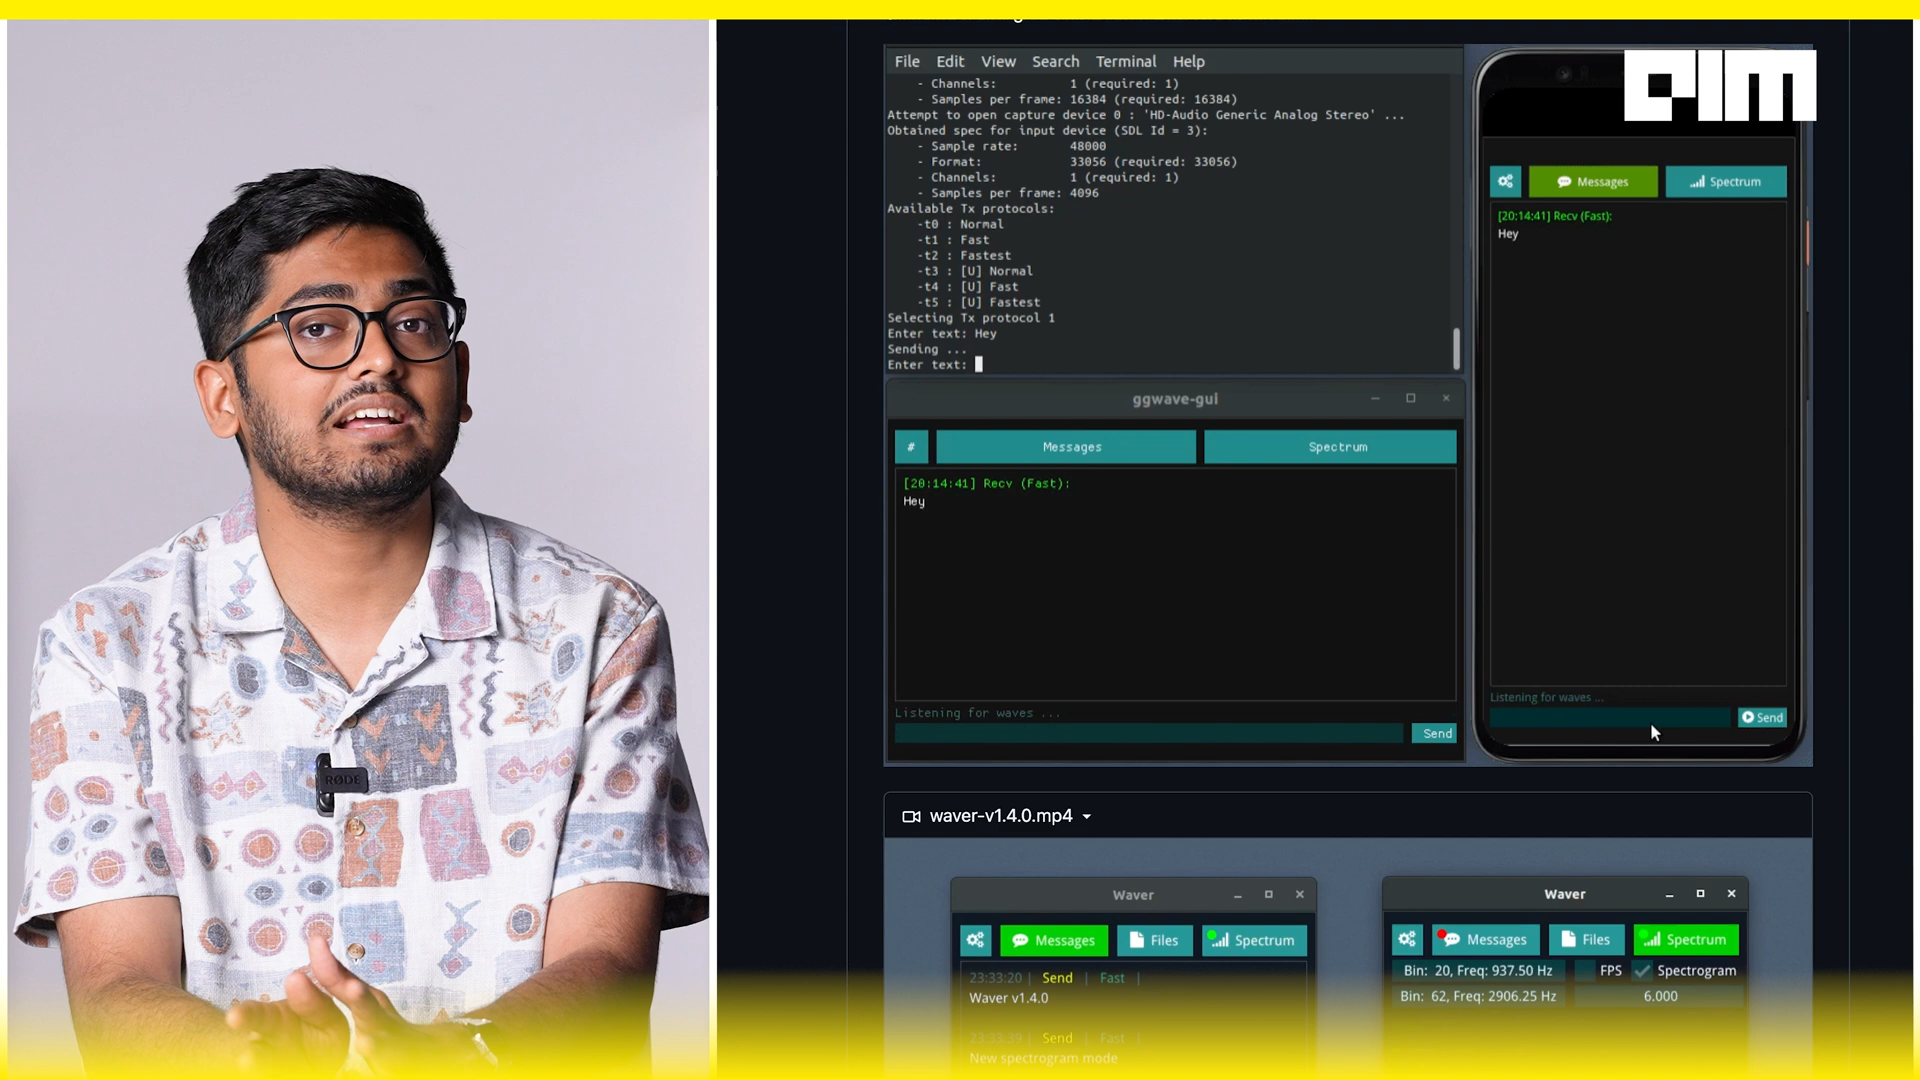 AIM
File Edit View Search Terminal Help
- Channels: 1 (required: 1)
- Samples per frame: 16384 (required: 16384)
Attempt to open capture device 0 : 'HD-Audio Generic Analog Stereo' ...
Obtained spec for input device (SDL Id = 3):
- Sample rate: 48000
- Format: 33056 (required: 33056)
- Channels: 1 (required: 1)
- Samples per frame: 4096
Available Tx protocols:
-t0 : Normal
-t1 : Fast
-t2 : Fastest
-t3 : [U] Normal
-t4 : [U] Fast
-t5 : [U] Fastest
Selecting Tx protocol 1
Enter text: Hey
Sending ...
Enter text:
Messages Spectrum
[20:14:41] Recv (Fast):
Hey
Listening for waves ...
Send
ggwave-gui
# Messages Spectrum
[20:14:41] Recv (Fast):
Hey
Listening for waves ...
Send
RØDE
waver-v1.4.0.mp4
Waver
Messages Files Spectrum
23:33:20 | Send | Fast |
Waver v1.4.0
23:33:39 | Send | Fast |
New spectrogram mode
Waver
Messages Files Spectrum
Bin: 20, Freq: 937.50 Hz FPS Spectrogram
Bin: 62, Freq: 2906.25 Hz 6.000